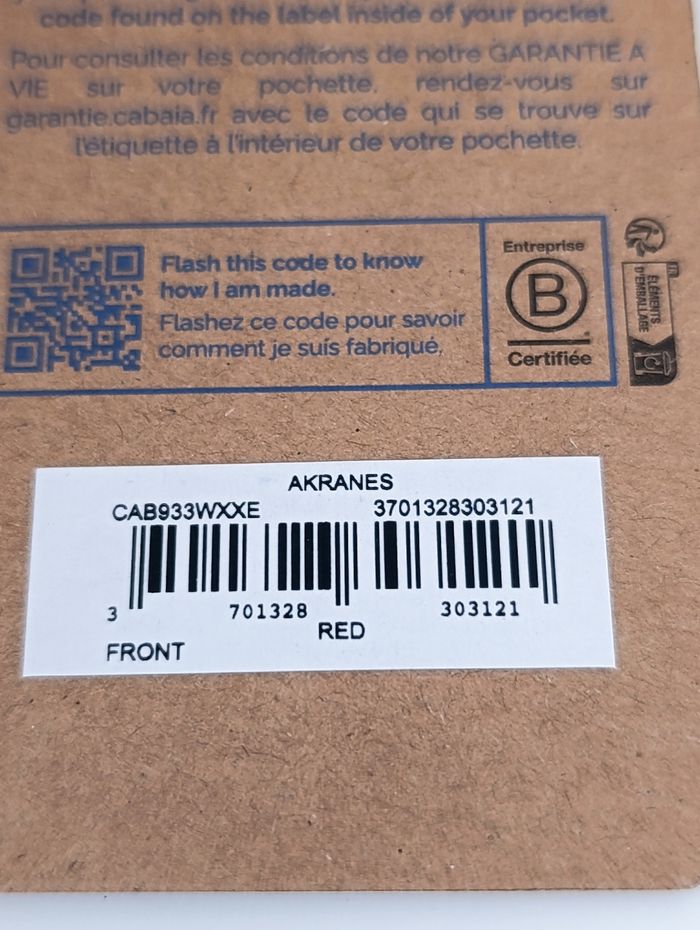 code found on the label inside of your pocket.
Pour consulter les conditions de notre GARANTIE A
VIE sur votre pochette, rendez-vous sur
garantie.cabaia.fr avec le code qui se trouve sur
l'étiquette à l'intérieur de votre pochette.
Flash this code to know
how I am made.
Flashez ce code pour savoir
comment je suis fabriqué.
Entreprise
B
Certifiée
ÉLÉMENTS
D'EMBALLAGE
AKRANES
CAB933WXXE 3701328303121
3 701328 303121
RED
FRONT